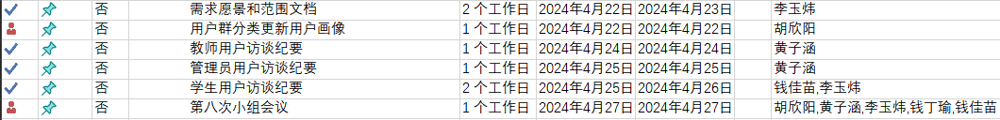 否 需求愿景和范围文档 2 个工作日 2024年4月22日 2024年4月23日 李玉炜
否 用户群分类更新用户画像 1 个工作日 2024年4月22日 2024年4月22日 胡欣阳
否 教师用户访谈纪要 1 个工作日 2024年4月24日 2024年4月24日 黄子涵
否 管理员用户访谈纪要 1 个工作日 2024年4月25日 2024年4月25日 黄子涵
否 学生用户访谈纪要 2 个工作日 2024年4月25日 2024年4月26日 钱佳苗,李玉炜
否 第八次小组会议 1 个工作日 2024年4月27日 2024年4月27日 胡欣阳,黄子涵,李玉炜,钱丁瑜,钱佳苗